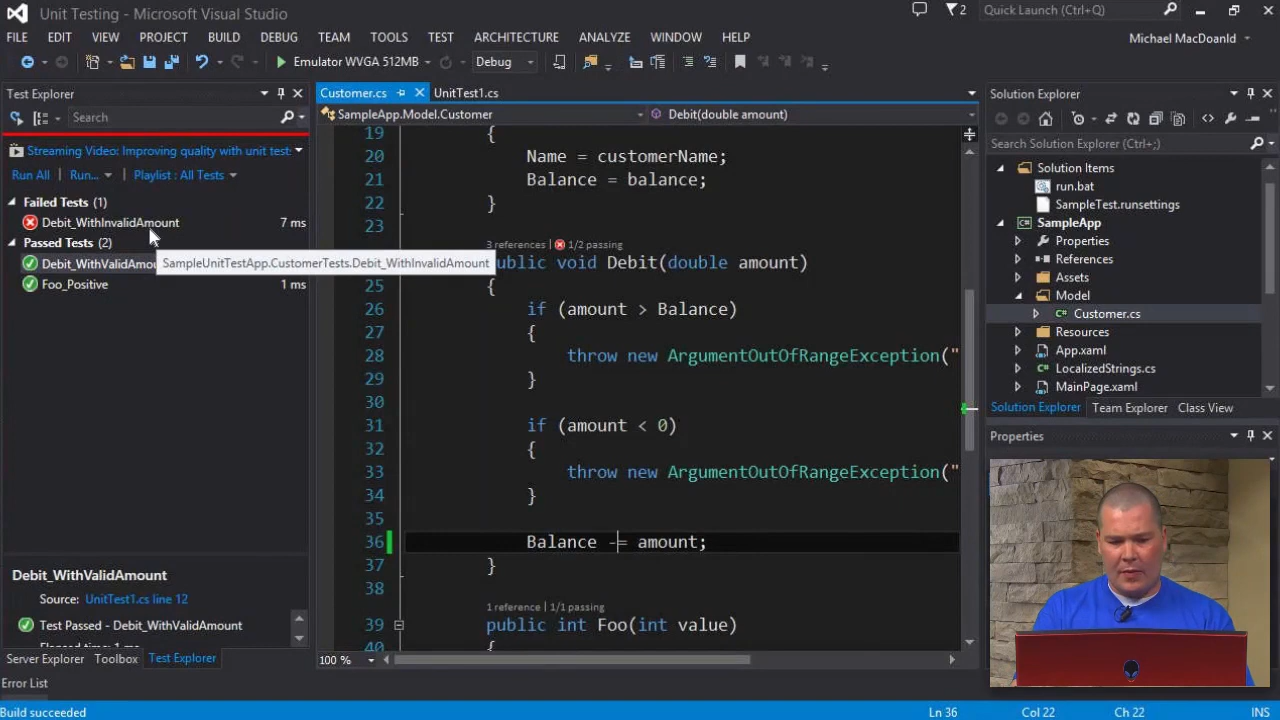 Unit Testing - Microsoft Visual Studio
2
Quick Launch (Ctrl+Q)
FILE EDIT VIEW PROJECT BUILD DEBUG TEAM TOOLS TEST ARCHITECTURE ANALYZE WINDOW HELP
Michael MacDoanld
Emulator WVGA 512MB
Debug
Test Explorer
Search
Streaming Video: Improving quality with unit tests
Run All Run... Playlist : All Tests
Failed Tests (1)
Debit_WithInvalidAmount 7 ms
Passed Tests (2)
Debit_WithValidAmou
SampleUnitTestApp.CustomerTests.Debit_WithInvalidAmount
Foo_Positive 1 ms
Debit_WithValidAmount
Source: UnitTest1.cs line 12
Test Passed - Debit_WithValidAmount
Elapsed time: 1 ms
Server Explorer Toolbox Test Explorer
Error List
Build succeeded
Customer.cs UnitTest1.cs
SampleApp.Model.Customer Debit(double amount)
19 {
20 Name = customerName;
21 Balance = balance;
22 }
23
3 references | 1/2 passing
public void Debit(double amount)
25 {
26 if (amount > Balance)
27 {
28 throw new ArgumentOutOfRangeException("
29 }
30
31 if (amount < 0)
32 {
33 throw new ArgumentOutOfRangeException("
34 }
35
36 Balance -= amount;
37 }
38
1 reference | 1/1 passing
39 public int Foo(int value)
40 {
100 %
Solution Explorer
Search Solution Explorer (Ctrl+;)
Solution Items
run.bat
SampleTest.runsettings
SampleApp
Properties
References
Assets
Model
Customer.cs
Resources
App.xaml
LocalizedStrings.cs
MainPage.xaml
Solution Explorer Team Explorer Class View
Properties
Ln 36 Col 22 Ch 22 INS